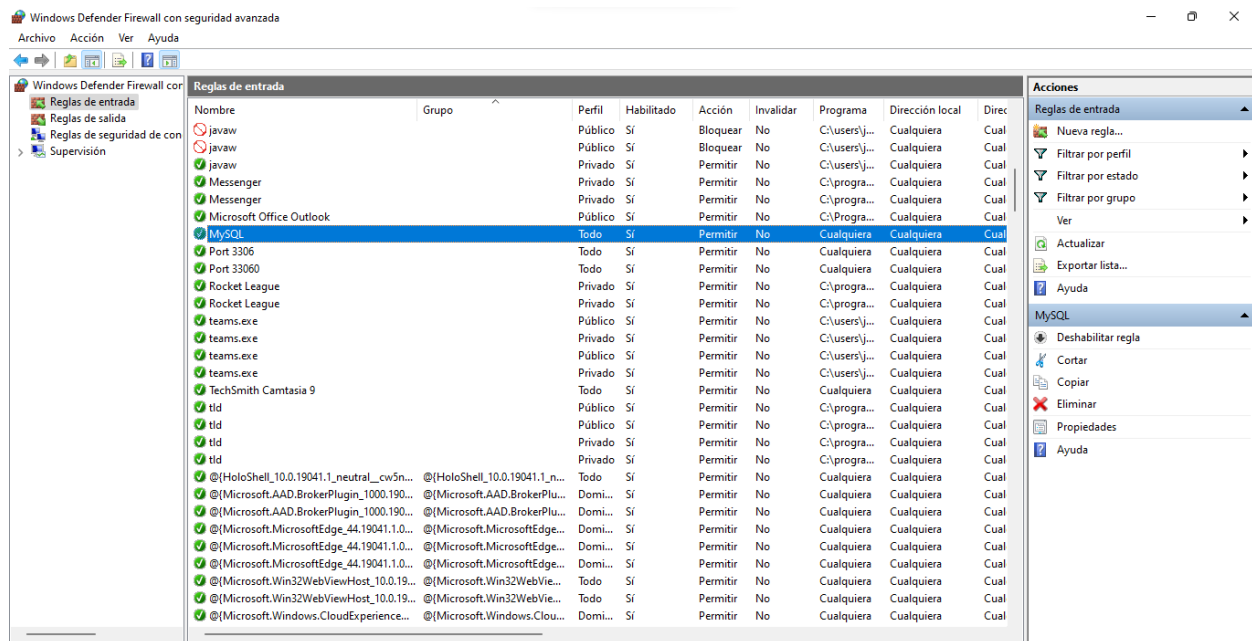 Windows Defender Firewall con seguridad avanzada
Archivo Acción Ver Ayuda
Windows Defender Firewall con
Reglas de entrada
Reglas de salida
Reglas de seguridad de con
Supervisión
Reglas de entrada
Nombre Grupo Perfil Habilitado Acción Invalidar Programa Dirección local Direc
javaw Público Sí Bloquear No C:\users\j... Cualquiera Cual
javaw Público Sí Bloquear No C:\users\j... Cualquiera Cual
javaw Privado Sí Permitir No C:\users\j... Cualquiera Cual
Messenger Privado Sí Permitir No C:\progra... Cualquiera Cual
Messenger Privado Sí Permitir No C:\progra... Cualquiera Cual
Microsoft Office Outlook Público Sí Permitir No C:\Progra... Cualquiera Cual
MySQL Todo Sí Permitir No Cualquiera Cualquiera Cual
Port 3306 Todo Sí Permitir No Cualquiera Cualquiera Cual
Port 33060 Todo Sí Permitir No Cualquiera Cualquiera Cual
Rocket League Privado Sí Permitir No C:\progra... Cualquiera Cual
Rocket League Privado Sí Permitir No C:\progra... Cualquiera Cual
teams.exe Público Sí Permitir No C:\users\j... Cualquiera Cual
teams.exe Privado Sí Permitir No C:\users\j... Cualquiera Cual
teams.exe Público Sí Permitir No C:\users\j... Cualquiera Cual
teams.exe Privado Sí Permitir No C:\users\j... Cualquiera Cual
TechSmith Camtasia 9 Todo Sí Permitir No Cualquiera Cualquiera Cual
tld Público Sí Permitir No C:\progra... Cualquiera Cual
tld Público Sí Permitir No C:\progra... Cualquiera Cual
tld Privado Sí Permitir No C:\progra... Cualquiera Cual
tld Privado Sí Permitir No C:\progra... Cualquiera Cual
@{HoloShell_10.0.19041.1_neutral__cw5n... @{HoloShell_10.0.19041.1_n... Todo Sí Permitir No Cualquiera Cualquiera Cual
@{Microsoft.AAD.BrokerPlugin_1000.190... @{Microsoft.AAD.BrokerPlu... Domi... Sí Permitir No Cualquiera Cualquiera Cual
@{Microsoft.AAD.BrokerPlugin_1000.190... @{Microsoft.AAD.BrokerPlu... Domi... Sí Permitir No Cualquiera Cualquiera Cual
@{Microsoft.MicrosoftEdge_44.19041.1.0... @{Microsoft.MicrosoftEdge... Domi... Sí Permitir No Cualquiera Cualquiera Cual
@{Microsoft.MicrosoftEdge_44.19041.1.0... @{Microsoft.MicrosoftEdge... Domi... Sí Permitir No Cualquiera Cualquiera Cual
@{Microsoft.MicrosoftEdge_44.19041.1.0... @{Microsoft.MicrosoftEdge... Domi... Sí Permitir No Cualquiera Cualquiera Cual
@{Microsoft.Win32WebViewHost_10.0.19... @{Microsoft.Win32WebVie... Todo Sí Permitir No Cualquiera Cualquiera Cual
@{Microsoft.Win32WebViewHost_10.0.19... @{Microsoft.Win32WebVie... Todo Sí Permitir No Cualquiera Cualquiera Cual
@{Microsoft.Windows.CloudExperience... @{Microsoft.Windows.Clou... Domi... Sí Permitir No Cualquiera Cualquiera Cual
Acciones
Reglas de entrada
Nueva regla...
Filtrar por perfil
Filtrar por estado
Filtrar por grupo
Ver
Actualizar
Exportar lista...
Ayuda
MySQL
Deshabilitar regla
Cortar
Copiar
Eliminar
Propiedades
Ayuda